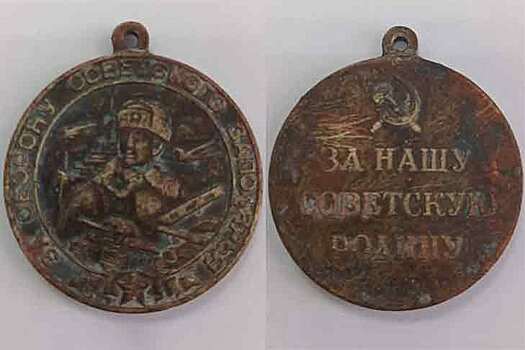 ЗА ОБОРОНУ СОВЕТСКОГО ЗАПОЛЯРЬЯ
ЗА НАШУ
СОВЕТСКУЮ
РОДИНУ